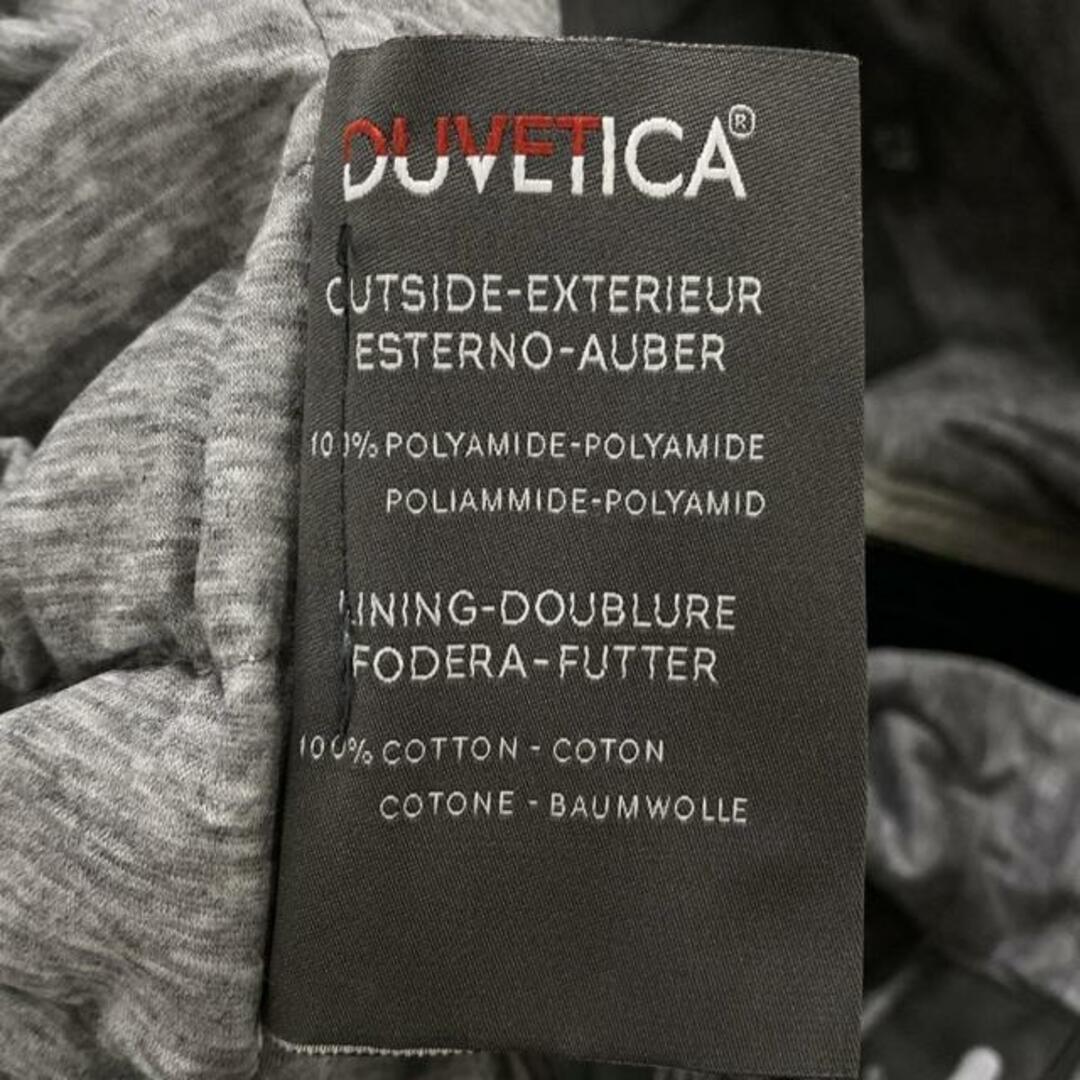 DUVETICA®
OUTSIDE-EXTERIEUR
ESTERNO-AUBER
100% POLYAMIDE-POLYAMIDE
POLIAMMIDE-POLYAMID
LINING-DOUBLURE
FODERA-FUTTER
100% COTTON - COTON
COTONE - BAUMWOLLE